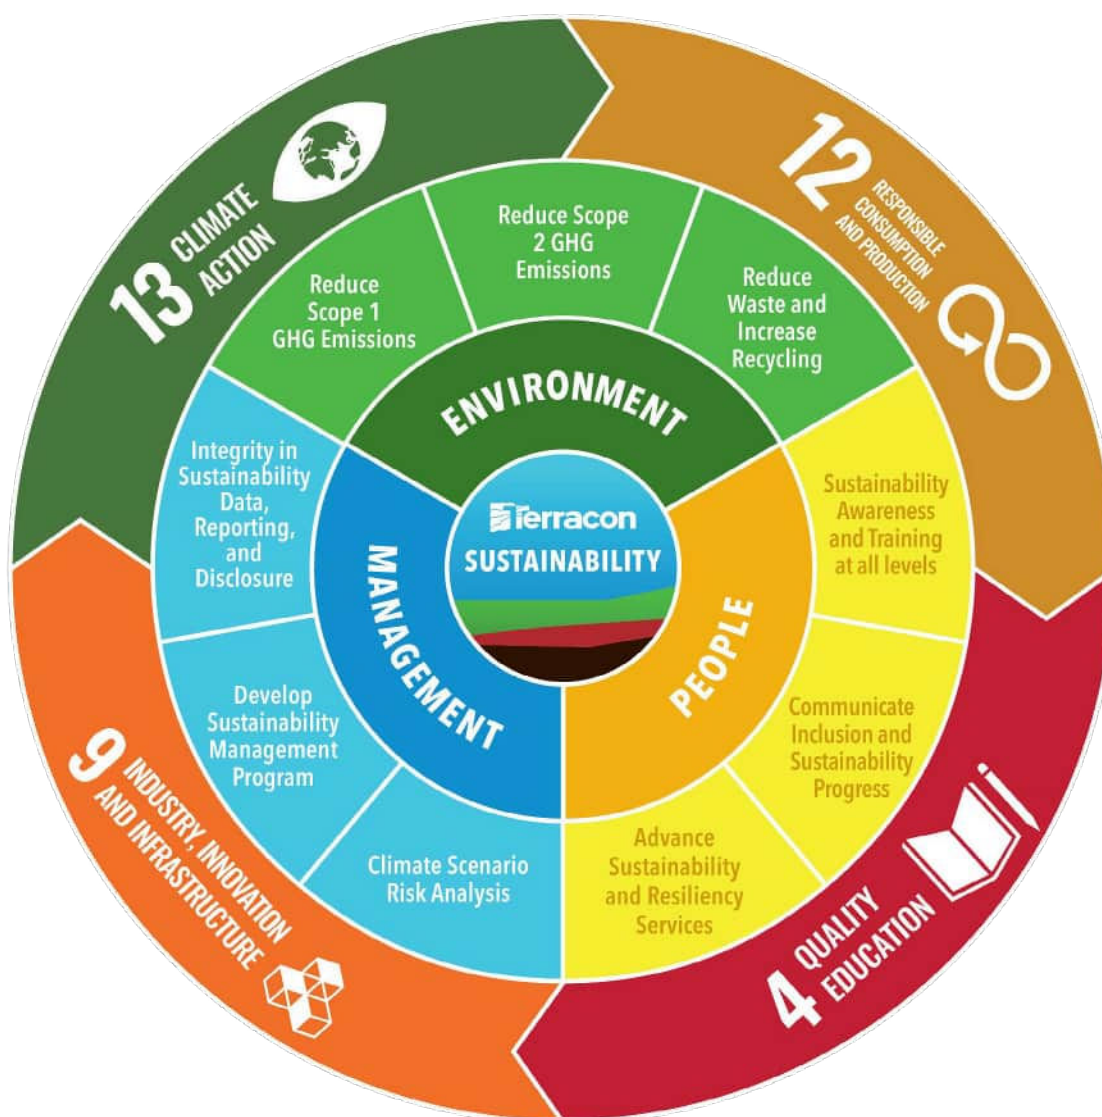 13
CLIMATE
ACTION
12
RESPONSIBLE
CONSUMPTION
AND PRODUCTION
Reduce
Scope 1
GHG Emissions
Reduce Scope
2 GHG
Emissions
Reduce
Waste and
Increase
Recycling
ENVIRONMENT
Integrity in
Sustainability
Data,
Reporting,
and
Disclosure
Develop
Sustainability
Management
Program
Climate Scenario
Risk Analysis
MANAGEMENT
Terracon
SUSTAINABILITY
PEOPLE
Sustainability
Awareness
and Training
at all levels
Communicate
Inclusion and
Sustainability
Progress
Advance
Sustainability
and Resiliency
Services
9
INDUSTRY, INNOVATION
AND INFRASTRUCTURE
4
QUALITY
EDUCATION